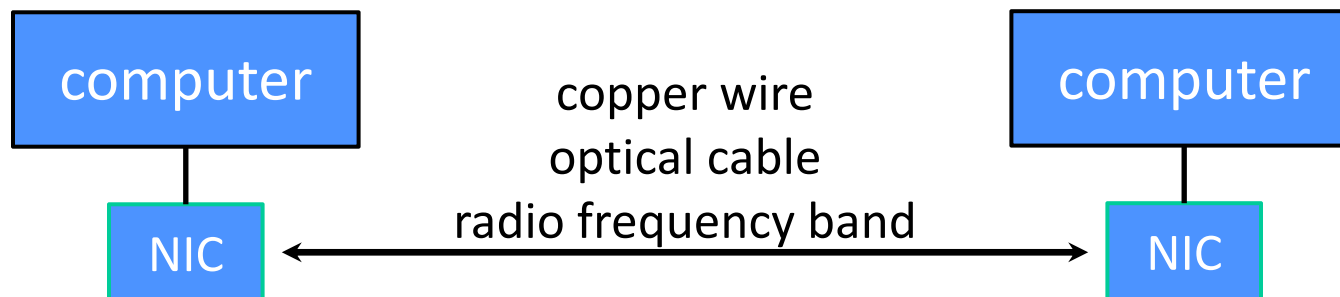 computer
computer
copper wire
optical cable
radio frequency band
NIC
NIC